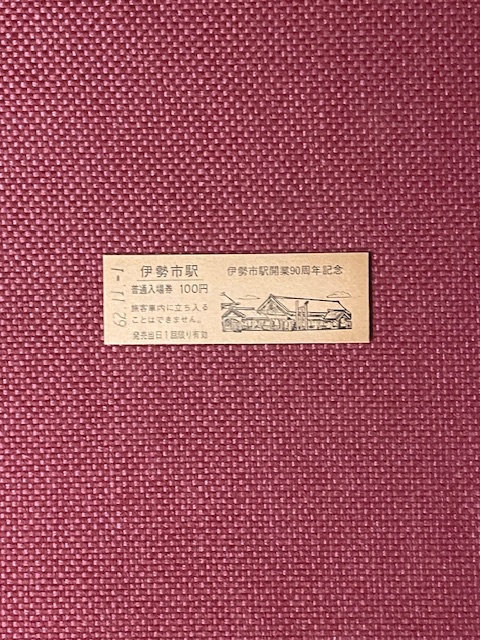 62.11.-1
伊勢市駅
普通入場券 100円
旅客車内に立ち入る
ことはできません。
発売当日1回限り有効
伊勢市駅開業90周年記念